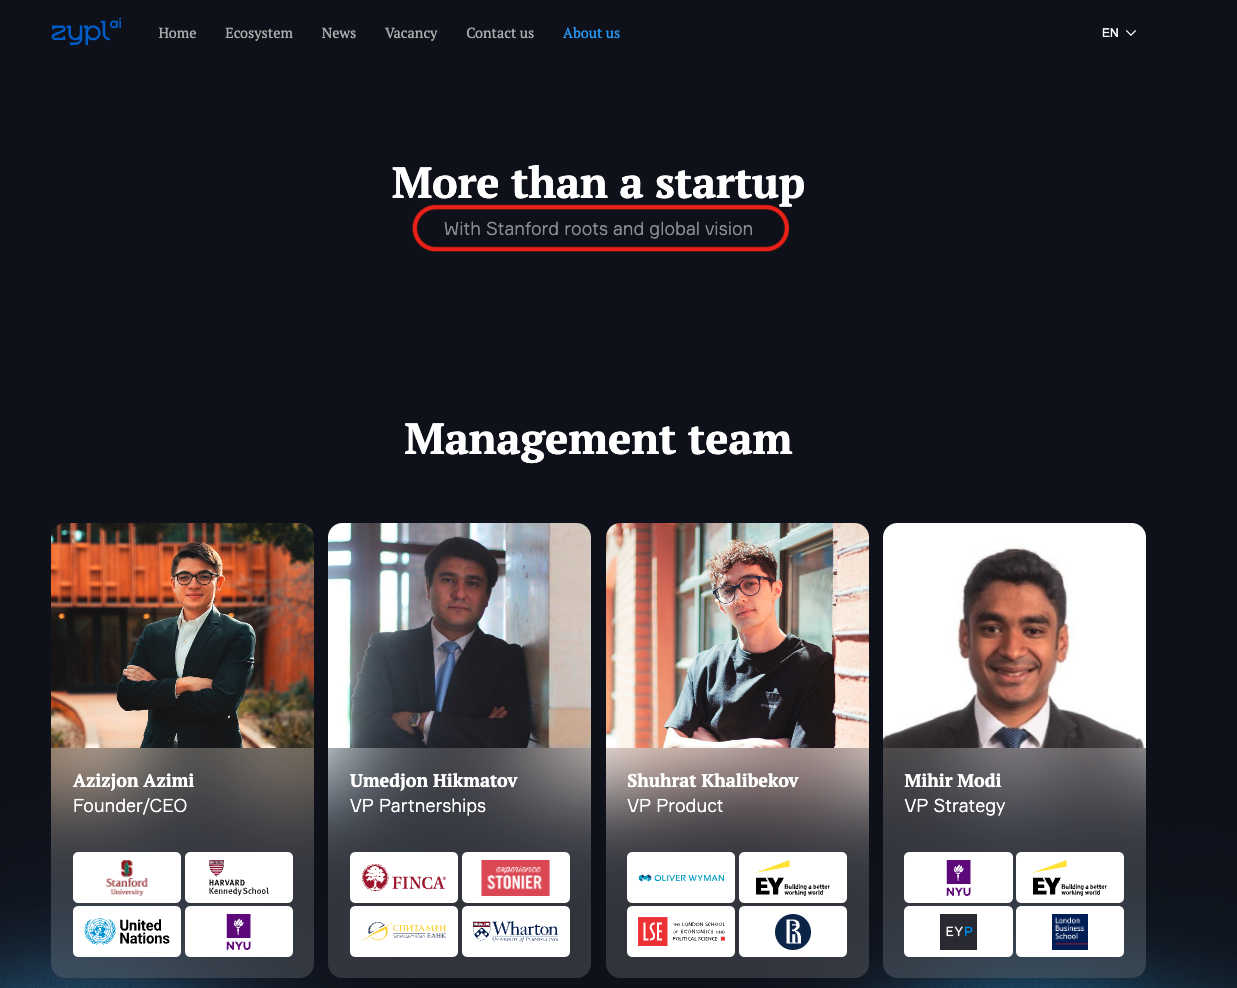 zypl ai
Home Ecosystem News Vacancy Contact us About us EN
More than a startup
With Stanford roots and global vision
Management team
Azizjon Azimi
Founder/CEO
Stanford
University
HARVARD
Kennedy School
United
Nations
NYU
Umedjon Hikmatov
VP Partnerships
FINCA
experience
STONIER
СПИТАМЕН
БАНК
Wharton
Shuhrat Khalibekov
VP Product
OLIVER WYMAN
EY Building a better
working world
LSE THE LONDON SCHOOL
OF ECONOMICS AND
POLITICAL SCIENCE
Mihir Modi
VP Strategy
NYU
EY Building a better
working world
EYP
London
Business
School